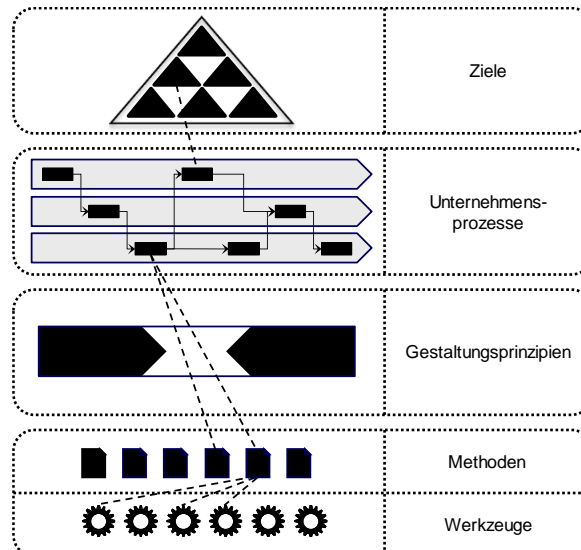 Ziele
Unternehmens-
prozesse
Gestaltungsprinzipien
Methoden
Werkzeuge